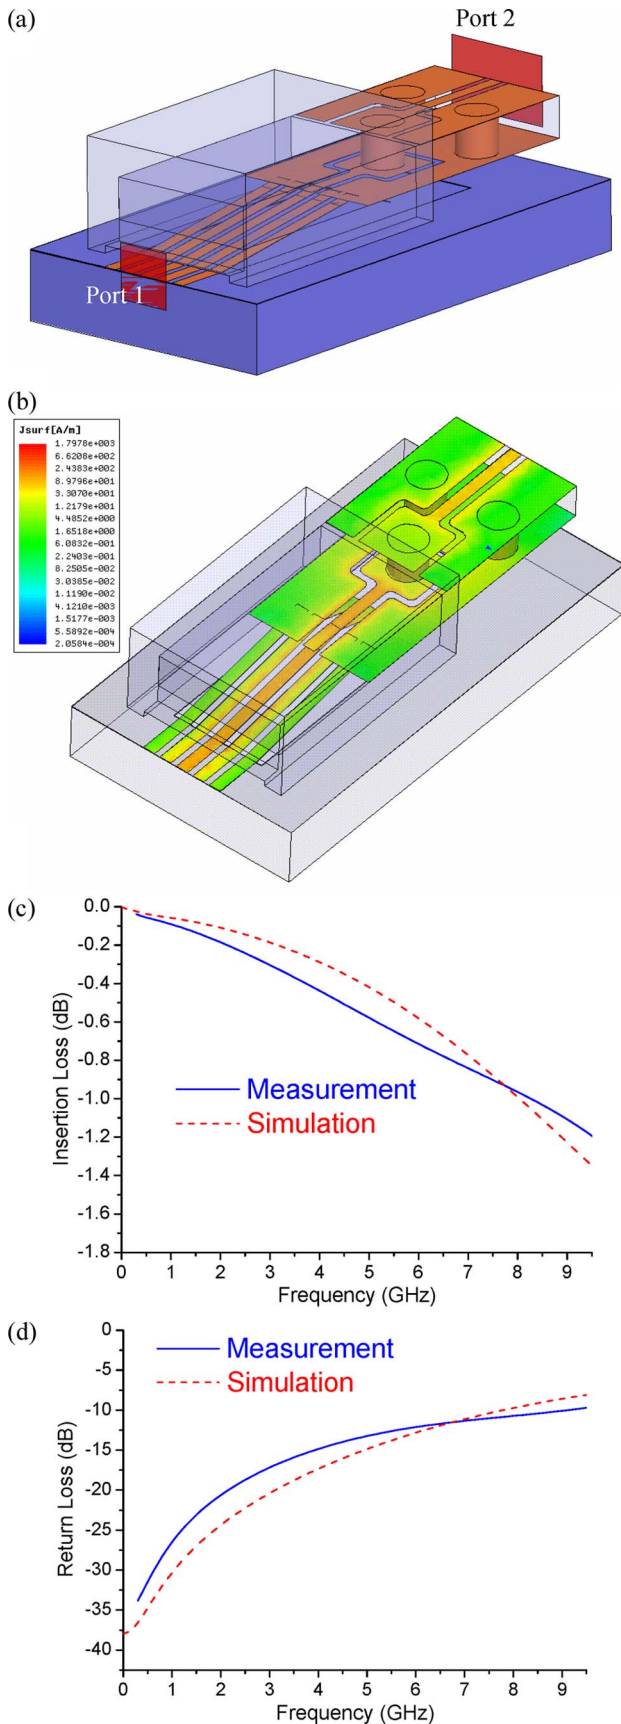 (a)
Port 2
Port 1
(b)
Jsurf[A/m]
1.7978e+003
6.6208e+002
2.4383e+002
8.9796e+001
3.3070e+001
1.2179e+001
4.4852e+000
1.6518e+000
6.0832e-001
2.2403e-001
8.2505e-002
3.0385e-002
1.1190e-002
4.1210e-003
1.5177e-003
5.5892e-004
2.0584e-004
(c)
0.0
-0.2
-0.4
-0.6
-0.8
-1.0
-1.2
-1.4
-1.6
-1.8
Insertion Loss (dB)
Measurement
Simulation
0 1 2 3 4 5 6 7 8 9
Frequency (GHz)
(d)
0
-5
-10
-15
-20
-25
-30
-35
-40
Return Loss (dB)
Measurement
Simulation
0 1 2 3 4 5 6 7 8 9
Frequency (GHz)